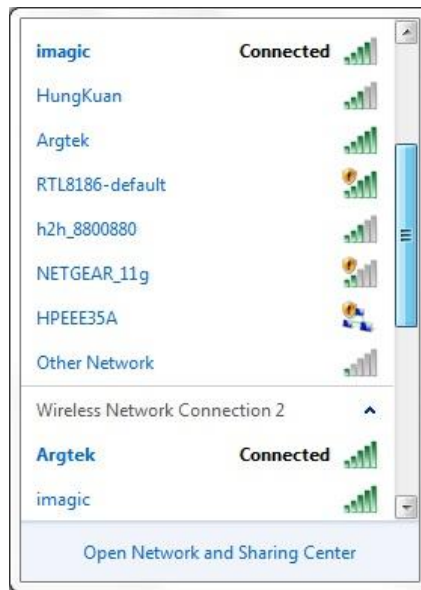 imagic Connected
HungKuan
Argtek
RTL8186-default
h2h_8800880
NETGEAR_11g
HPEEE35A
Other Network
Wireless Network Connection 2
Argtek Connected
imagic
Open Network and Sharing Center